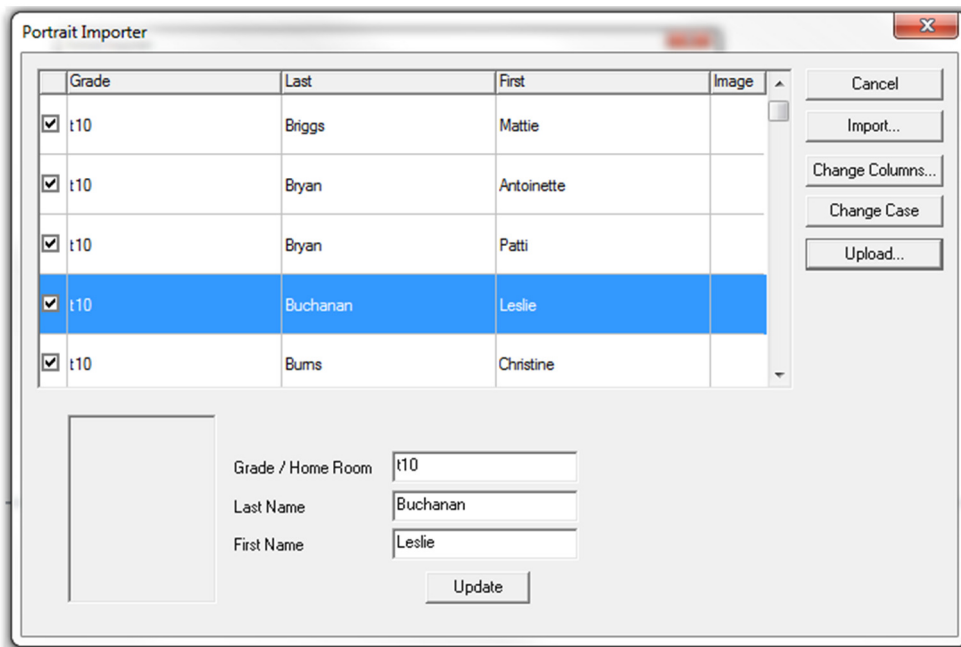 Portrait Importer
Grade Last First Image
t10 Briggs Mattie
t10 Bryan Antoinette
t10 Bryan Patti
t10 Buchanan Leslie
t10 Burns Christine
Cancel
Import...
Change Columns...
Change Case
Upload...
Grade / Home Room t10
Last Name Buchanan
First Name Leslie
Update